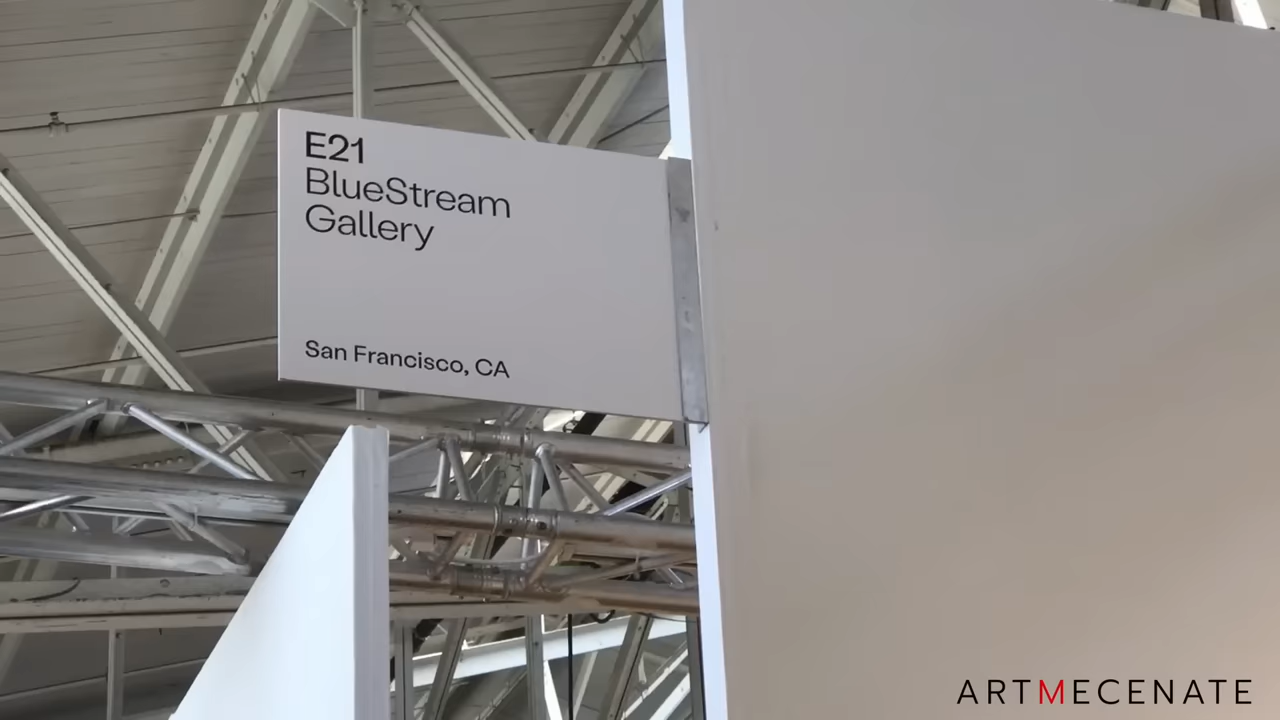 E21
BlueStream
Gallery
San Francisco, CA
ARTMECENATE